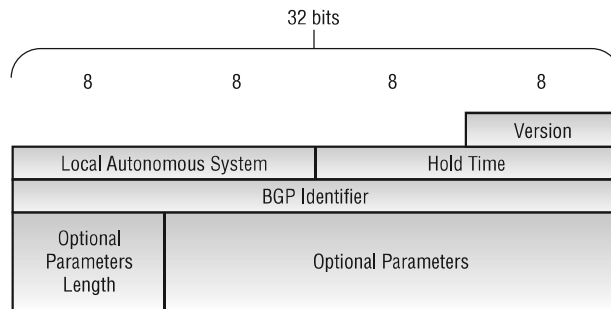 32 bits
8 8 8 8
Version
Local Autonomous System Hold Time
BGP Identifier
Optional
Parameters
Length
Optional Parameters